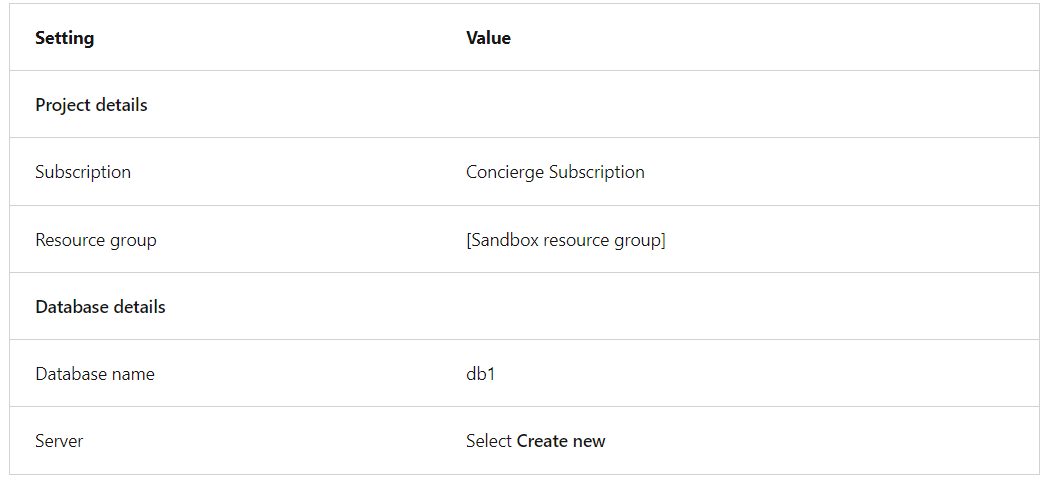 Setting Value
Project details
Subscription Concierge Subscription
Resource group [Sandbox resource group]
Database details
Database name db1
Server Select Create new